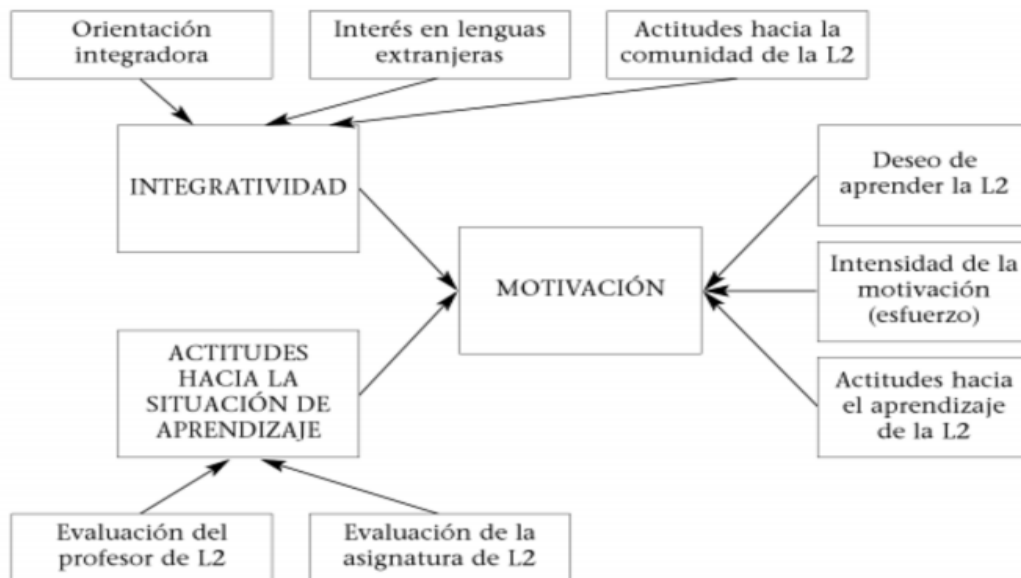 Orientación
integradora
Interés en lenguas
extranjeras
Actitudes hacia la
comunidad de la L2
INTEGRATIVIDAD
Deseo de
aprender la L2
MOTIVACIÓN
Intensidad de la
motivación
(esfuerzo)
ACTITUDES
HACIA LA
SITUACIÓN DE
APRENDIZAJE
Actitudes hacia
el aprendizaje
de la L2
Evaluación del
profesor de L2
Evaluación de la
asignatura de L2